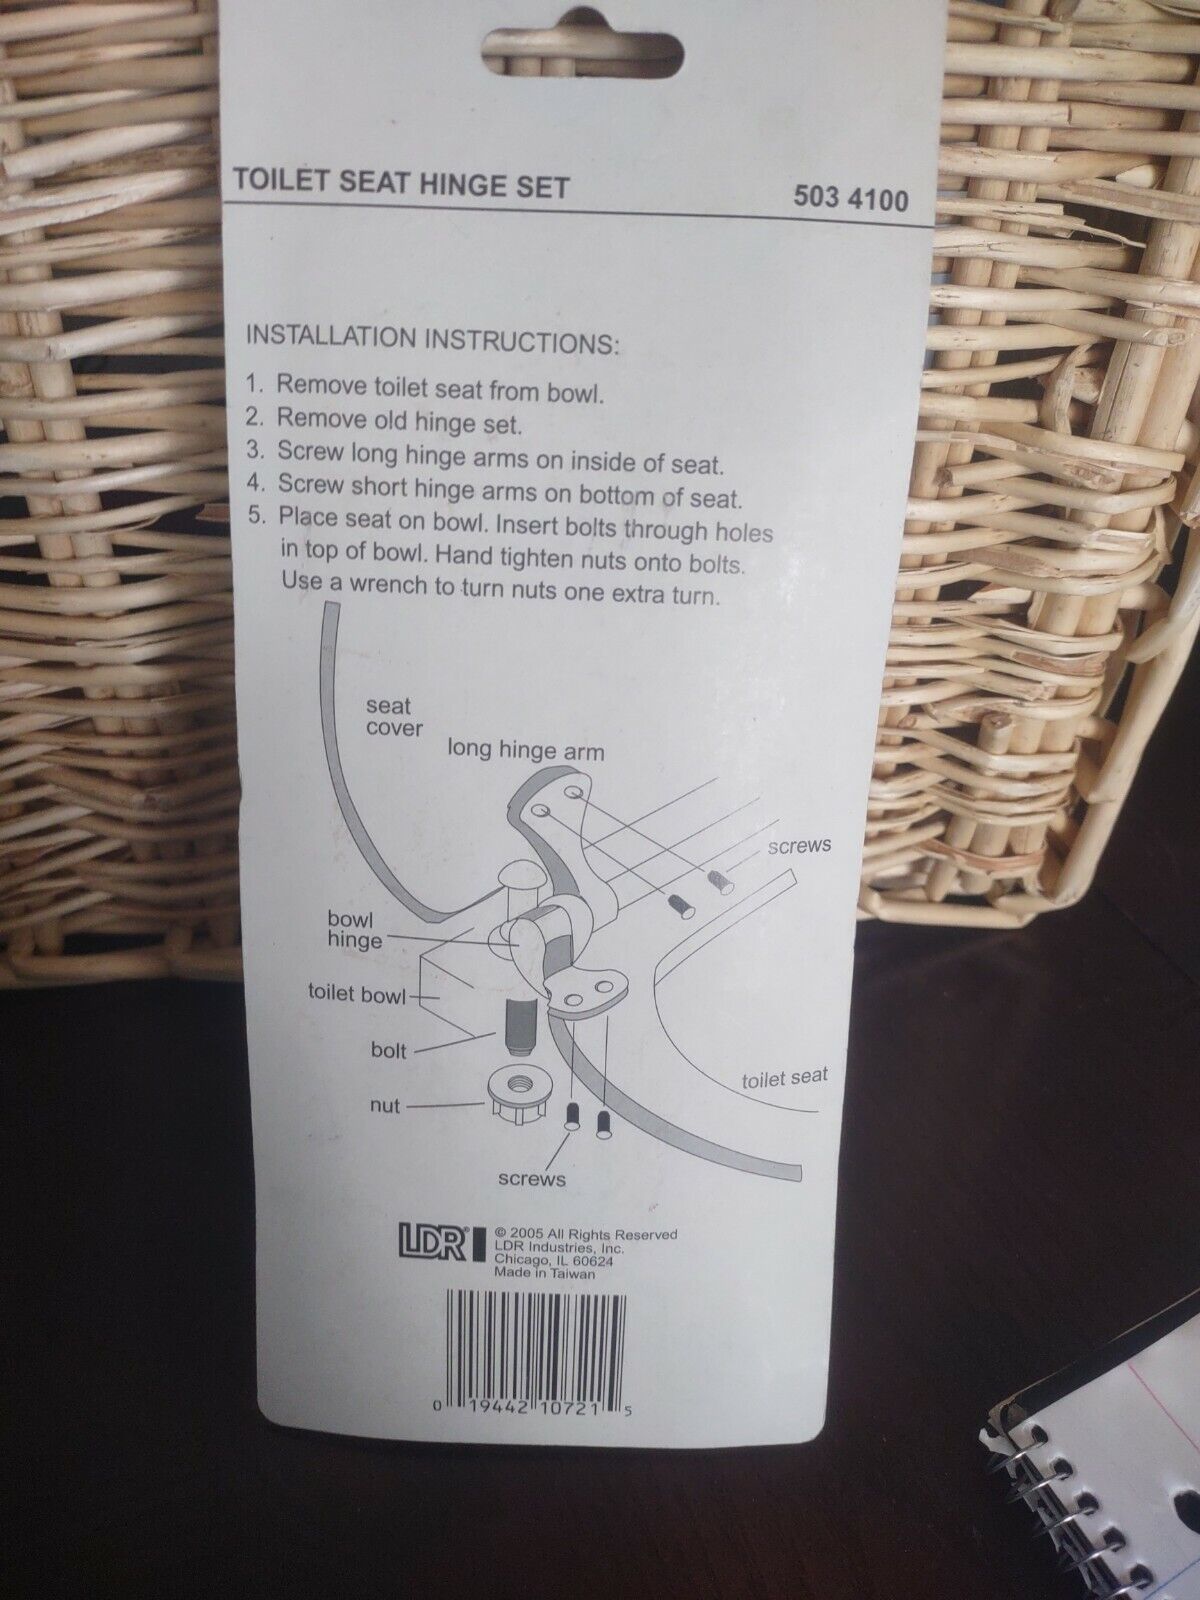 TOILET SEAT HINGE SET 503 4100
INSTALLATION INSTRUCTIONS:
1. Remove toilet seat from bowl.
2. Remove old hinge set.
3. Screw long hinge arms on inside of seat.
4. Screw short hinge arms on bottom of seat.
5. Place seat on bowl. Insert bolts through holes
in top of bowl. Hand tighten nuts onto bolts.
Use a wrench to turn nuts one extra turn.
seat
cover
long hinge arm
screws
bowl
hinge
toilet bowl
bolt
toilet seat
nut
screws
LDR®
© 2005 All Rights Reserved
LDR Industries, Inc.
Chicago, IL 60624
Made in Taiwan
0 19442 10721 5